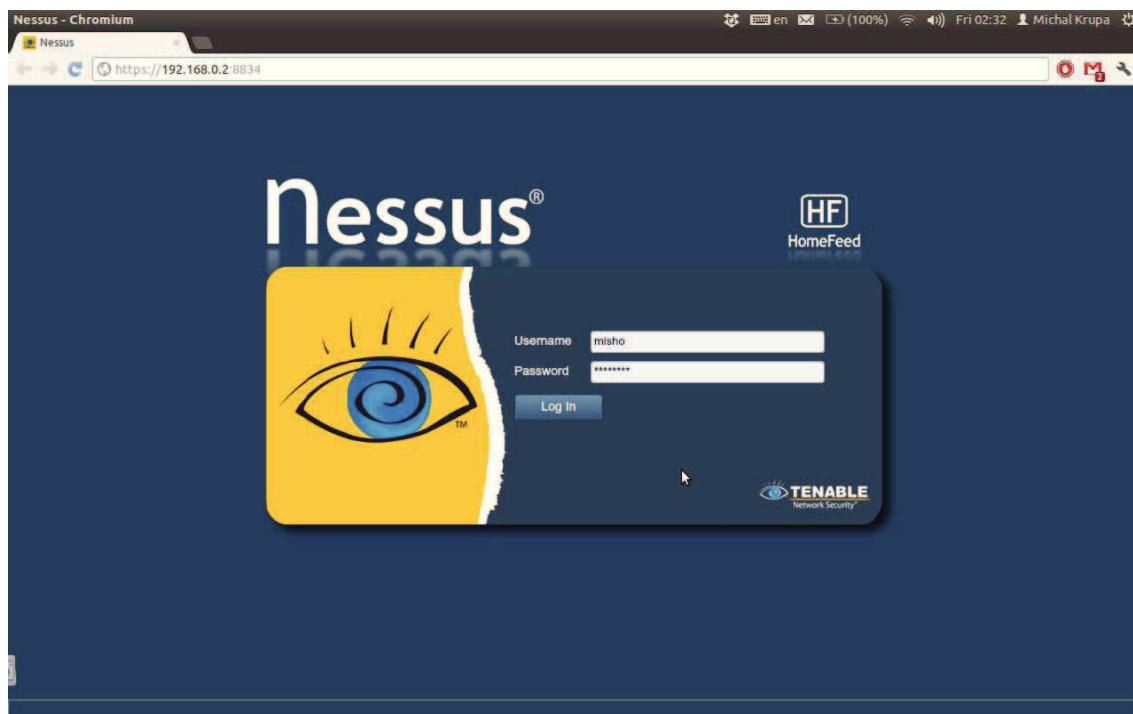 Nessus - Chromium en (100%) Fri 02:32 Michal Krupa
Nessus
https://192.168.0.2:8834
2
nessus®
HF
HomeFeed
Username misho
Password ********
Log In
TM
TENABLE
Network Security®